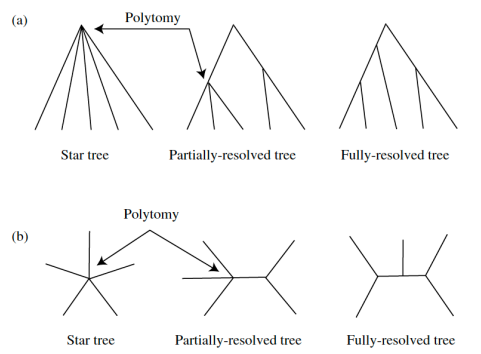 (a)
Polytomy
Star tree
Partially-resolved tree
Fully-resolved tree
Polytomy
(b)
Star tree
Partially-resolved tree
Fully-resolved tree